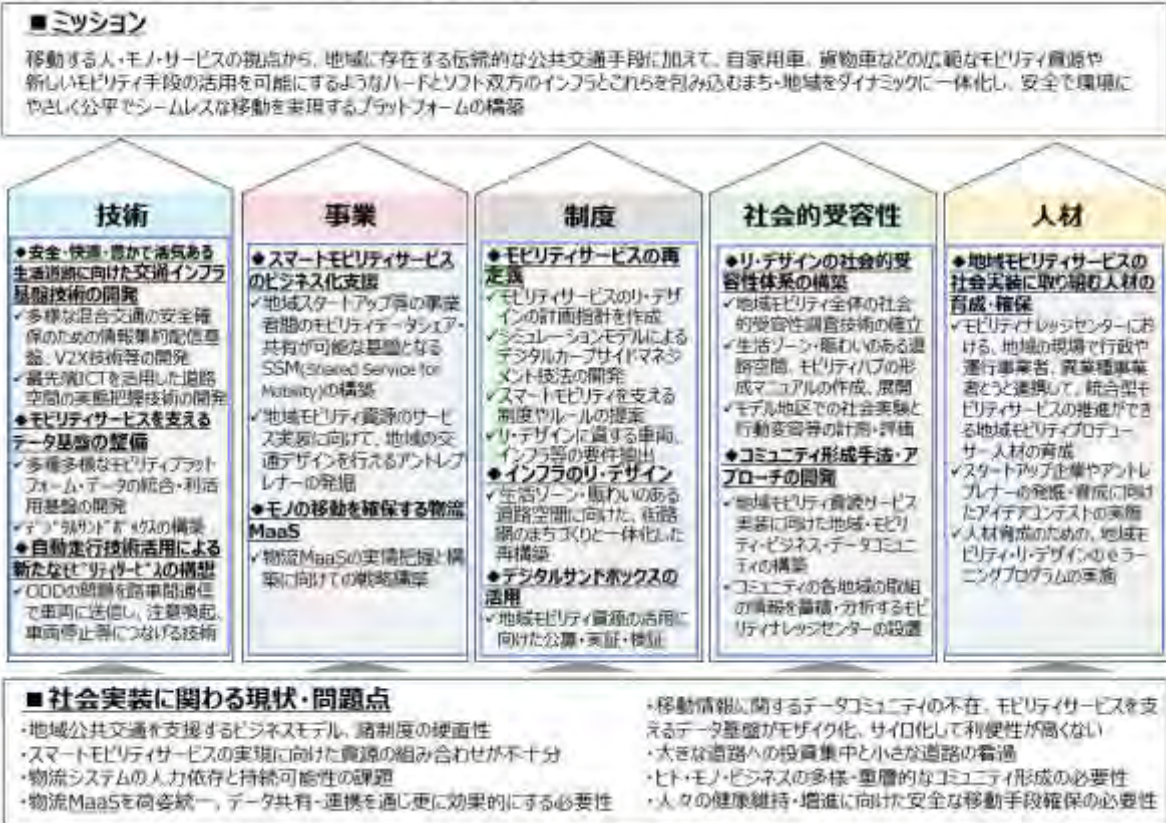 ■ミッション
移動する人・モノ・サービスの視点から、地域に存在する伝統的な公共交通手段に加えて、自家用車、貨物車などの広範なモビリティ資源や
新しいモビリティ手段の活用を可能にするようなハードとソフト双方のインフラとこれらを包み込むまち・地域をダイナミックに一体化し、安全で環境に
やさしく公平でシームレスな移動を実現するプラットフォームの構築
技術
◆安全・快適・豊かで活気ある
生活道路に向けた交通インフラ
基盤技術の開発
✓多様な混合交通の安全確
保のための情報集約配信基
盤、V2X技術等の開発
✓最先端ICTを活用した道路
空間の実態把握技術の開発
◆モビリティサービスを支える
データ基盤の整備
✓多種多様なモビリティプラット
フォーム・データの統合・利活
用基盤の開発
✓デジタルサンドボックスの構築
◆自動走行技術活用による
新たなモビリティサービスの構想
✓ODDの問題を路車間通信
で車両に送信し、注意喚起、
車両停止等につなげる技術
事業
◆スマートモビリティサービス
のビジネス化支援
✓地域スタートアップ等の事業
者間のモビリティデータシェア・
共有が可能な基盤となる
SSM(Shared Service for
Mobility)の構築
✓地域モビリティ資源のサービ
ス実装に向けて、地域の交
通デザインを行えるアントレプ
レナーの発掘
◆モノの移動を確保する物流
MaaS
✓物流MaaSの実情把握と構
築に向けての戦略構築
制度
◆モビリティサービスの再
定義
✓モビリティサービスのリ・デザ
インの計画指針を作成
✓シミュレーションモデルによる
デジタルカーブサイドマネジ
メント技法の開発
✓スマートモビリティを支える
制度やルールの提案
✓リ・デザインに資する車両、
インフラ等の要件抽出
◆インフラのリ・デザイン
✓生活ゾーン・賑わいのある
道路空間に向けた、街路
網のまちづくりと一体化した
再構築
◆デジタルサンドボックスの
活用
✓地域モビリティ資源の活用に
向けた公募・実証・検証
社会的受容性
◆リ・デザインの社会的受
容性体系の構築
✓地域モビリティ全体の社会
的受容性調査技術の確立
✓生活ゾーン・賑わいのある道
路空間、モビリティハブの形
成マニュアルの作成、展開
✓モデル地区での社会実験と
行動変容等の計測・評価
◆コミュニティ形成手法・ア
プローチの開発
✓地域モビリティ資源サービス
実装に向けた地域・モビリ
ティ・ビジネス・データコミュニ
ティの構築
✓コミュニティの各地域の取組
の情報を蓄積・分析するモビ
リティナレッジセンターの設置
人材
◆地域モビリティサービスの
社会実装に取り組む人材の
育成・確保
✓モビリティナレッジセンターにお
ける、地域の現場で行政や
運行事業者、異業種事業
者とうと連携して、統合型モ
ビリティサービスの推進ができ
る地域モビリティプロデュー
サー人材の育成
✓スタートアップ企業やアントレ
プレナーの発掘・育成に向け
たアイデアコンテストの実施
✓人材育成のための、地域モ
ビリティ・リ・デザインのeラー
ニングプログラムの実施
■社会実装に関わる現状・問題点
・地域公共交通を支援するビジネスモデル、諸制度の硬直性
・スマートモビリティサービスの実現に向けた資源の組み合わせが不十分
・物流システムの人力依存と持続可能性の課題
・物流MaaSを荷姿統一、データ共有・連携を通じ更に効果的にする必要性
・移動情報に関するデータコミュニティの不在、モビリティサービスを支
えるデータ基盤がモザイク化、サイロ化して利便性が高くない
・大きな道路への投資集中と小さな道路の看過
・ヒト・モノ・ビジネスの多様・重層的なコミュニティ形成の必要性
・人々の健康維持・増進に向けた安全な移動手段確保の必要性